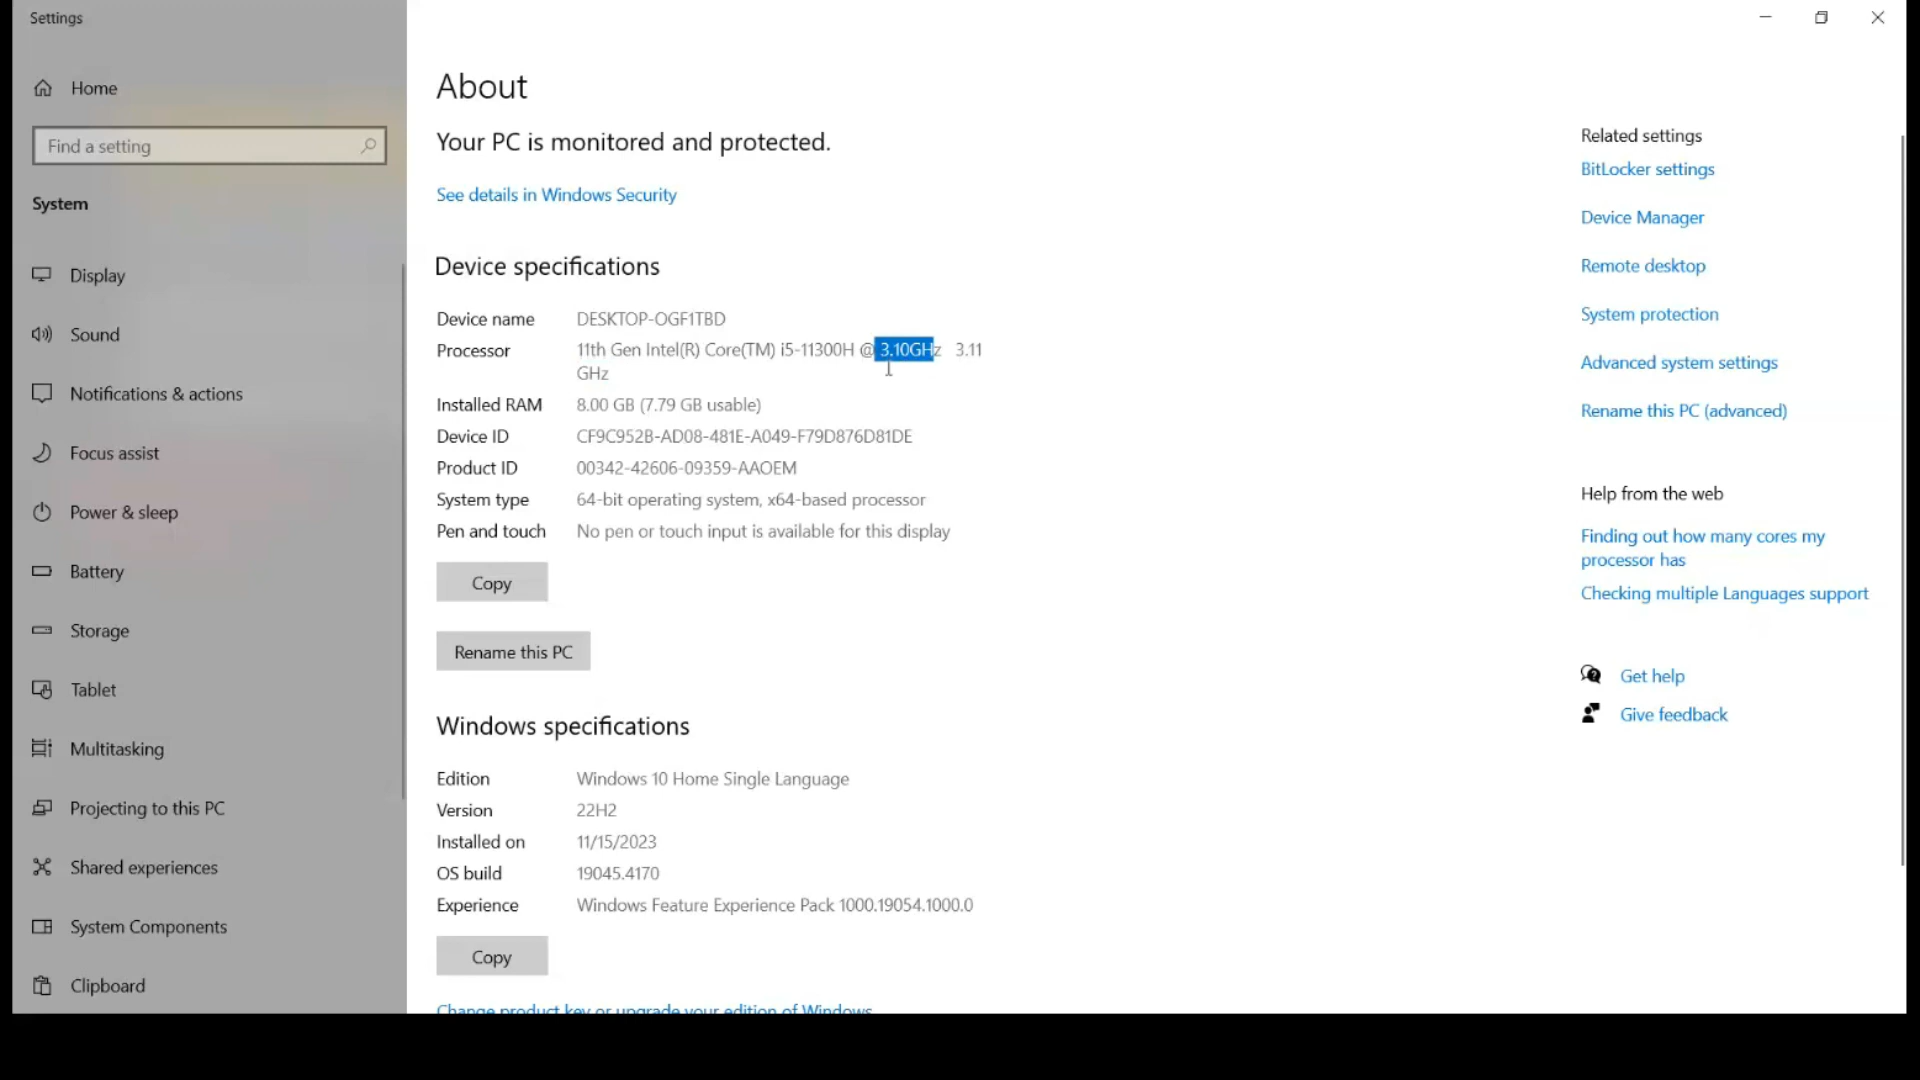 Settings
Home
Find a setting
System
Display
Sound
Notifications & actions
Focus assist
Power & sleep
Battery
Storage
Tablet
Multitasking
Projecting to this PC
Shared experiences
System Components
Clipboard
About
Your PC is monitored and protected.
See details in Windows Security
Device specifications
Device name DESKTOP-OGF1TBD
Processor 11th Gen Intel(R) Core(TM) i5-11300H @ 3.10GHz 3.11
GHz
Installed RAM 8.00 GB (7.79 GB usable)
Device ID CF9C952B-AD08-481E-A049-F79D876D81DE
Product ID 00342-42606-09359-AAOEM
System type 64-bit operating system, x64-based processor
Pen and touch No pen or touch input is available for this display
Copy
Rename this PC
Windows specifications
Edition Windows 10 Home Single Language
Version 22H2
Installed on 11/15/2023
OS build 19045.4170
Experience Windows Feature Experience Pack 1000.19054.1000.0
Copy
Change product key or upgrade your edition of Windows
Related settings
BitLocker settings
Device Manager
Remote desktop
System protection
Advanced system settings
Rename this PC (advanced)
Help from the web
Finding out how many cores my
processor has
Checking multiple Languages support
Get help
Give feedback